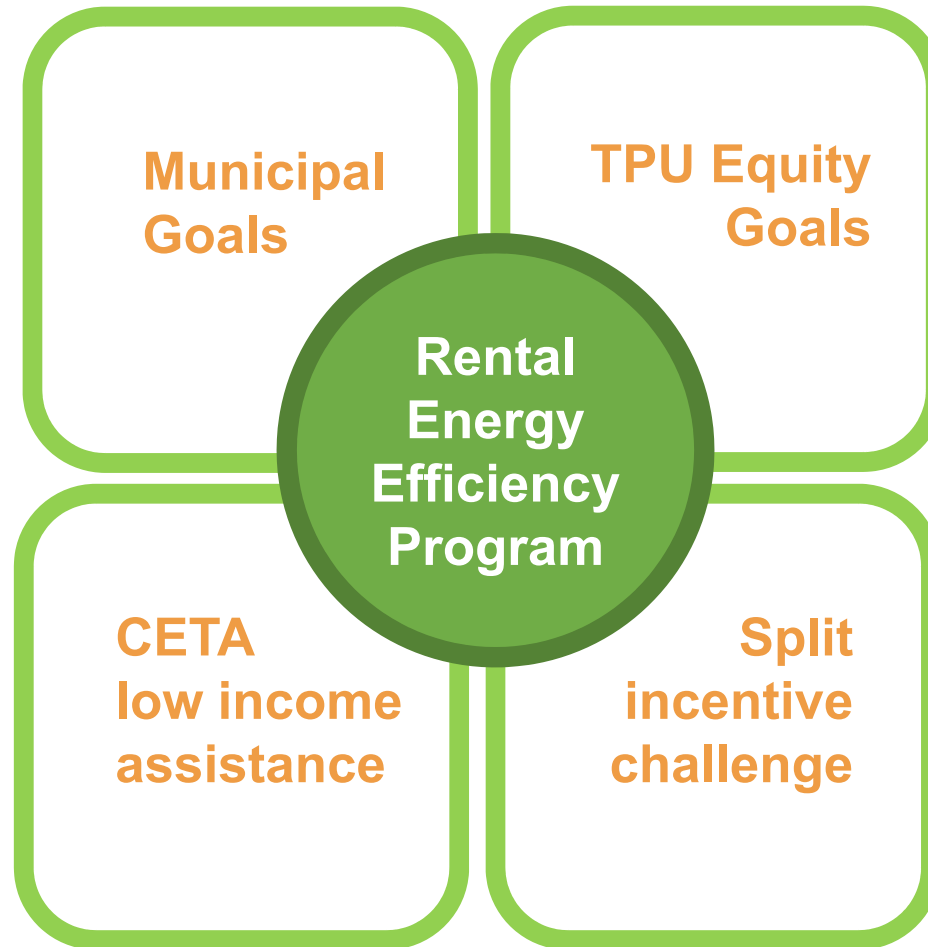 Municipal
Goals
TPU Equity
Goals
Rental
Energy
Efficiency
Program
CETA
low income
assistance
Split
incentive
challenge